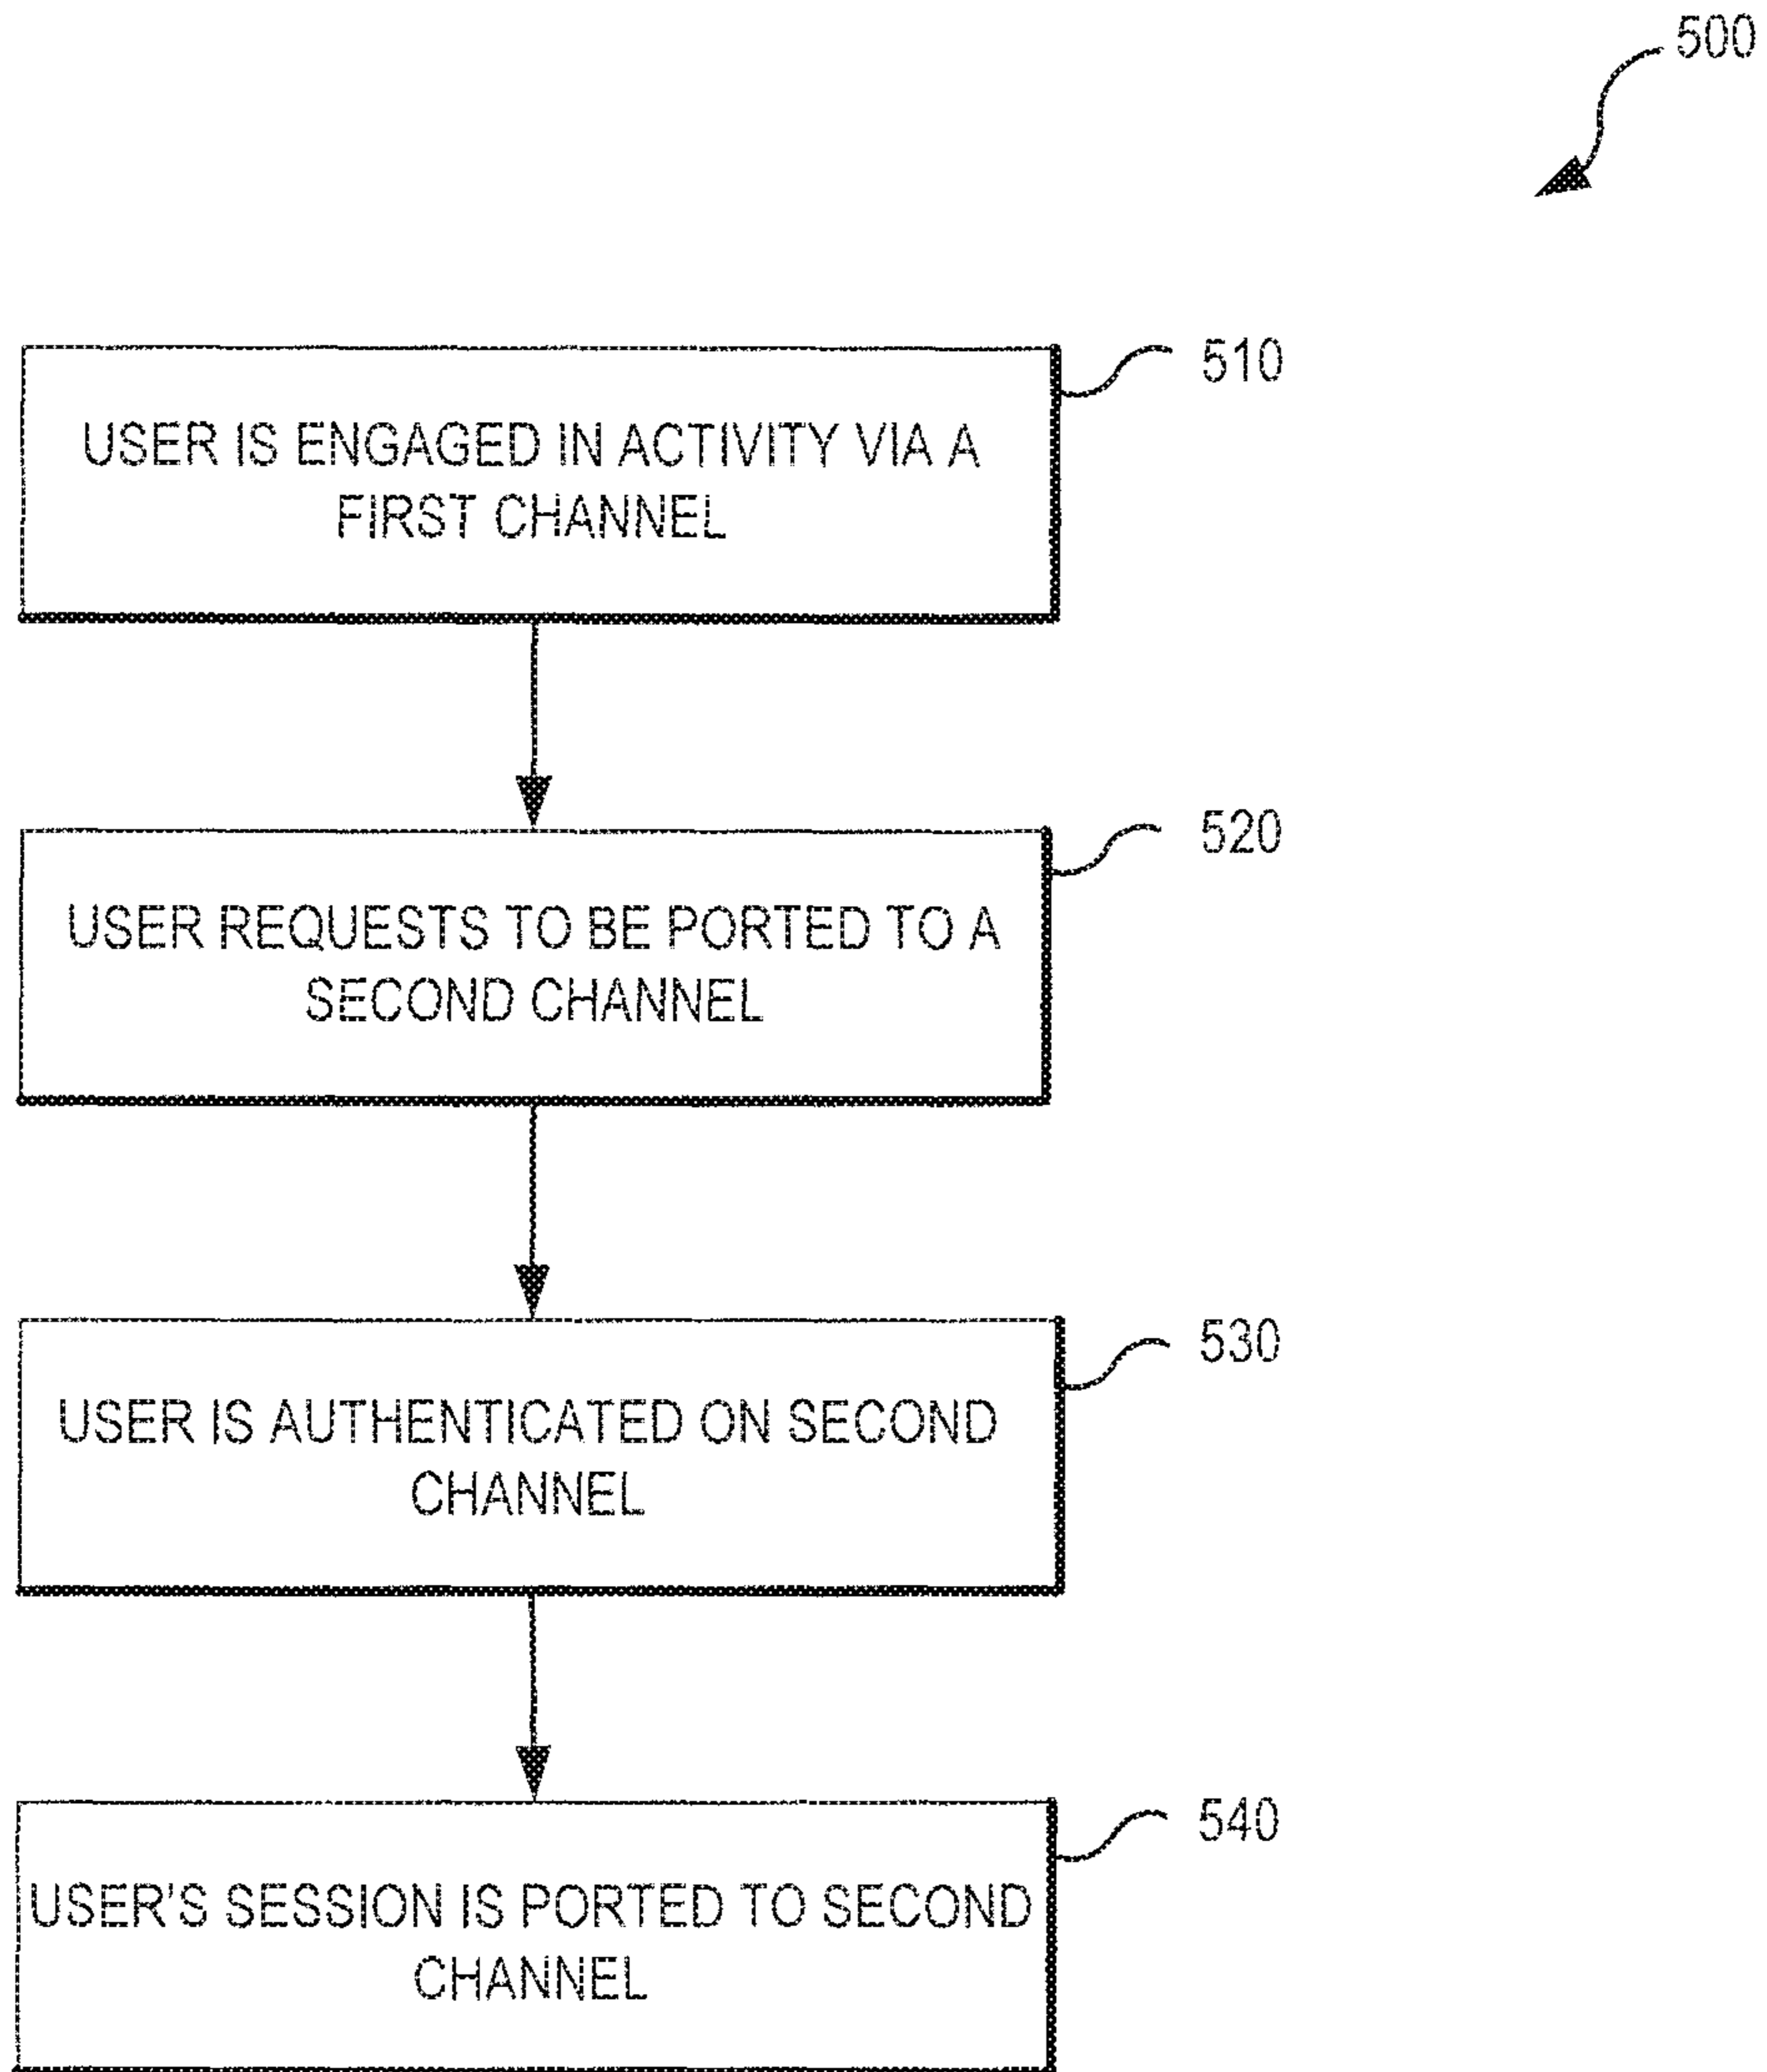 500
510
USER IS ENGAGED IN ACTIVITY VIA A
FIRST CHANNEL
520
USER REQUESTS TO BE PORTED TO A
SECOND CHANNEL
530
USER IS AUTHENTICATED ON SECOND
CHANNEL
540
USER'S SESSION IS PORTED TO SECOND
CHANNEL